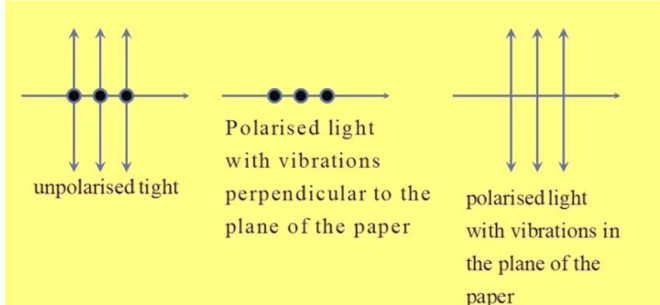 unpolarised tight
Polarised light
with vibrations
perpendicular to the
plane of the paper
polarised light
with vibrations in
the plane of the
paper